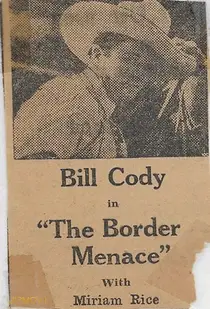 Bill Cody
in
“The Border
Menace”
With
Miriam Rice